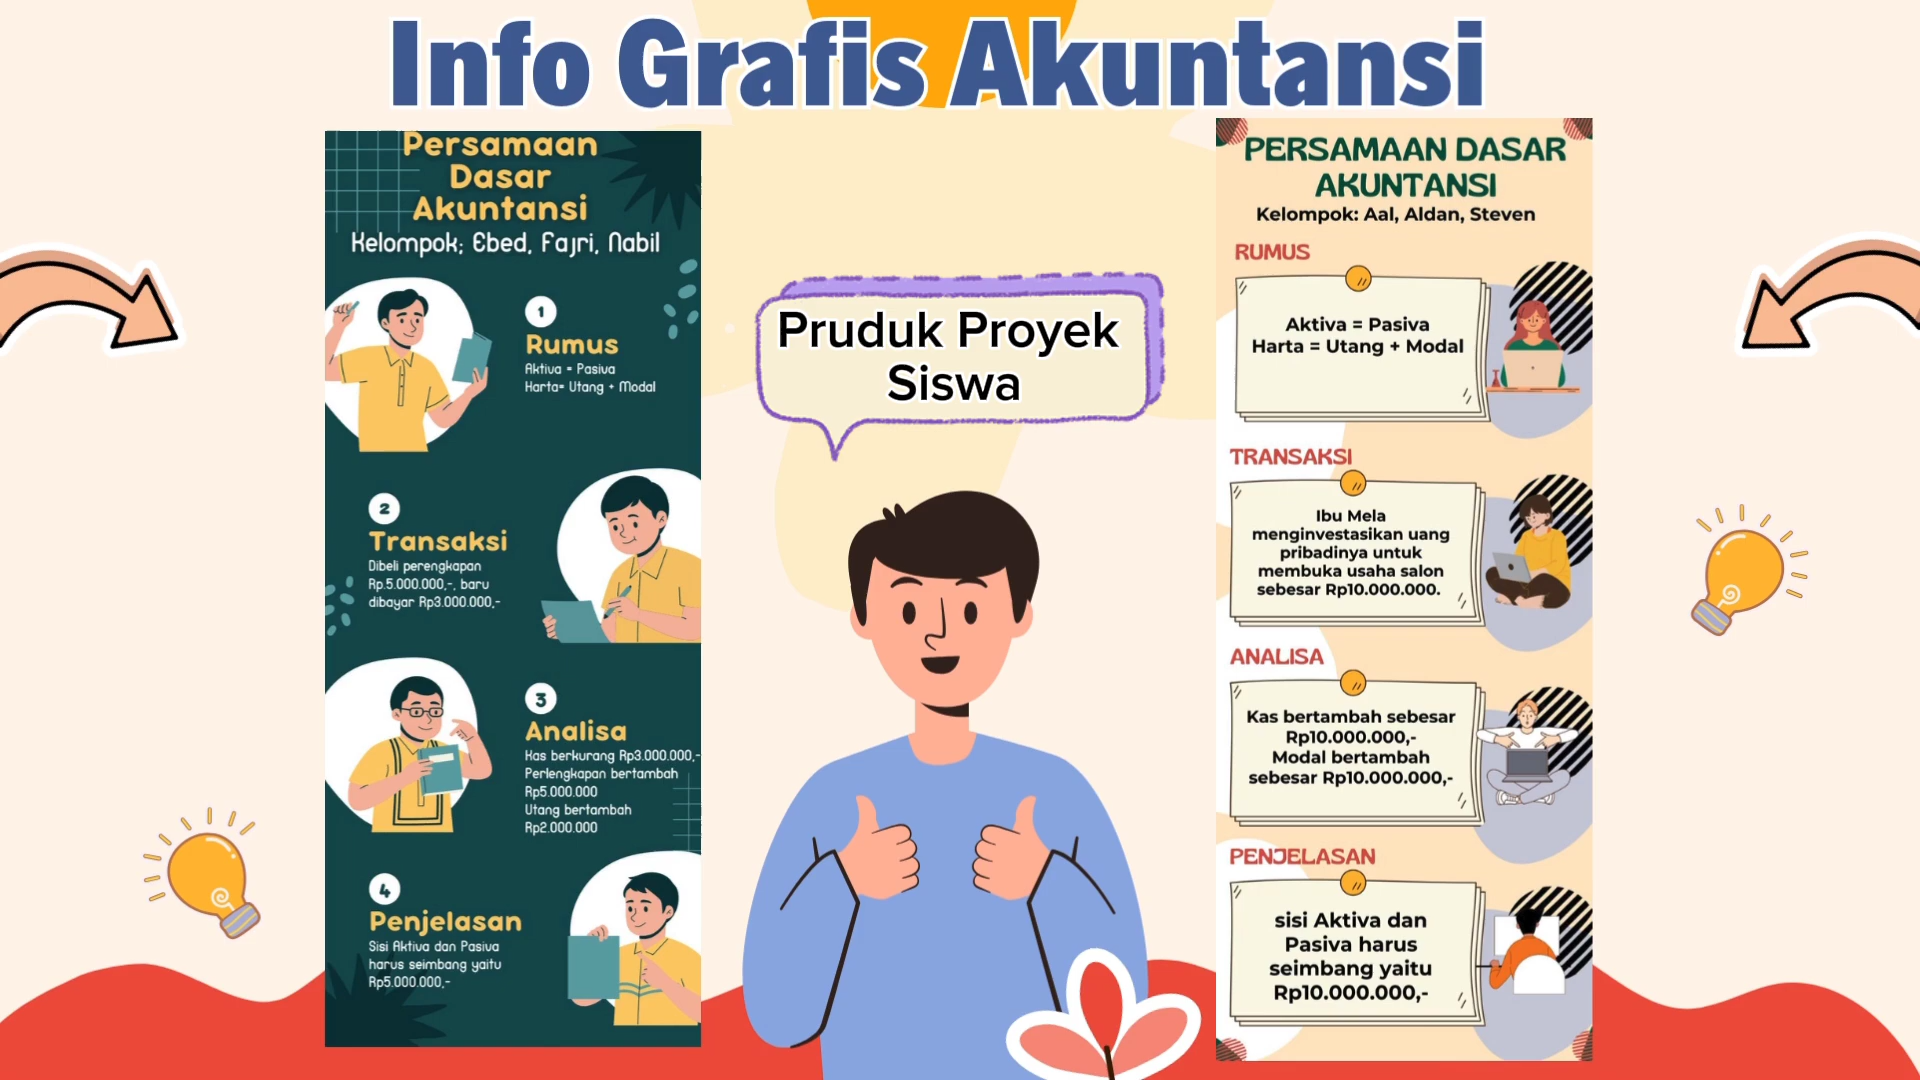 Info Grafis Akuntansi
Persamaan
Dasar
Akuntansi
Kelompok; Ebed, Fajri, Nabil
1
Rumus
Aktiva = Pasiva
Harta= Utang + Modal
2
Transaksi
Dibeli perengkapan
Rp.5.000.000,-, baru
dibayar Rp3.000.000,-
3
Analisa
Kas berkurang Rp3.000.000,-
Perlengkapan bertambah
Rp5.000.000
Utang bertambah
Rp2.000.000
4
Penjelasan
Sisi Aktiva dan Pasiva
harus seimbang yaitu
Rp5.000.000,-
Pruduk Proyek
Siswa
PERSAMAAN DASAR
AKUNTANSI
Kelompok: Aal, Aldan, Steven
RUMUS
Aktiva = Pasiva
Harta = Utang + Modal
TRANSAKSI
Ibu Mela
menginvestasikan uang
pribadinya untuk
membuka usaha salon
sebesar Rp10.000.000.
ANALISA
Kas bertambah sebesar
Rp10.000.000,-
Modal bertambah
sebesar Rp10.000.000,-
PENJELASAN
sisi Aktiva dan
Pasiva harus
seimbang yaitu
Rp10.000.000,-